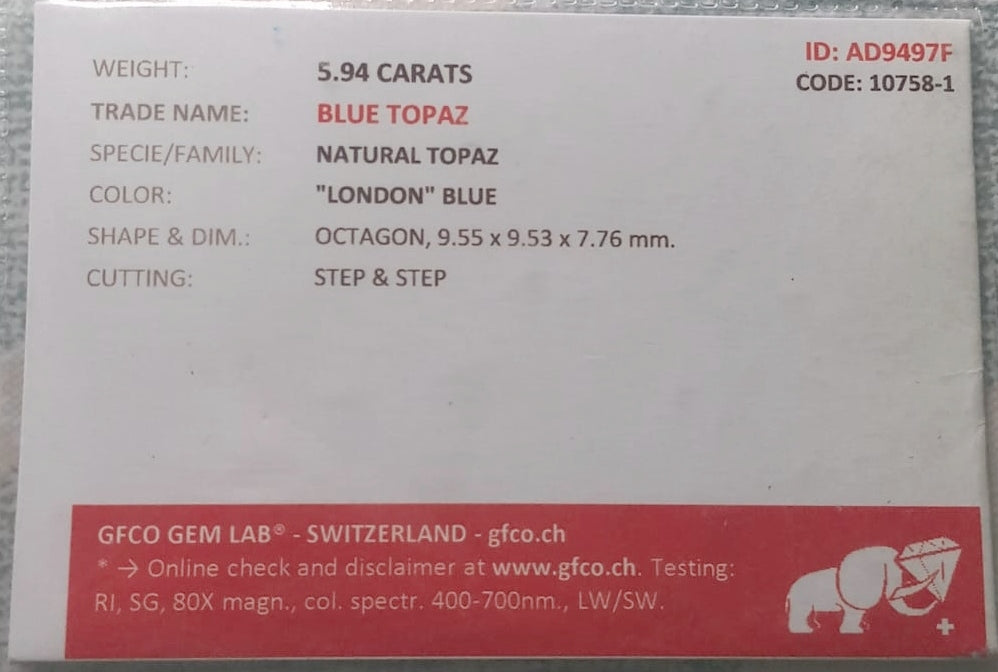 ID: AD9497F
CODE: 10758-1
WEIGHT: 5.94 CARATS
TRADE NAME: BLUE TOPAZ
SPECIE/FAMILY: NATURAL TOPAZ
COLOR: "LONDON" BLUE
SHAPE & DIM.: OCTAGON, 9.55 x 9.53 x 7.76 mm.
CUTTING: STEP & STEP
GFCO GEM LAB® - SWITZERLAND - gfco.ch
* → Online check and disclaimer at www.gfco.ch. Testing:
RI, SG, 80X magn., col. spectr. 400-700nm., LW/SW.